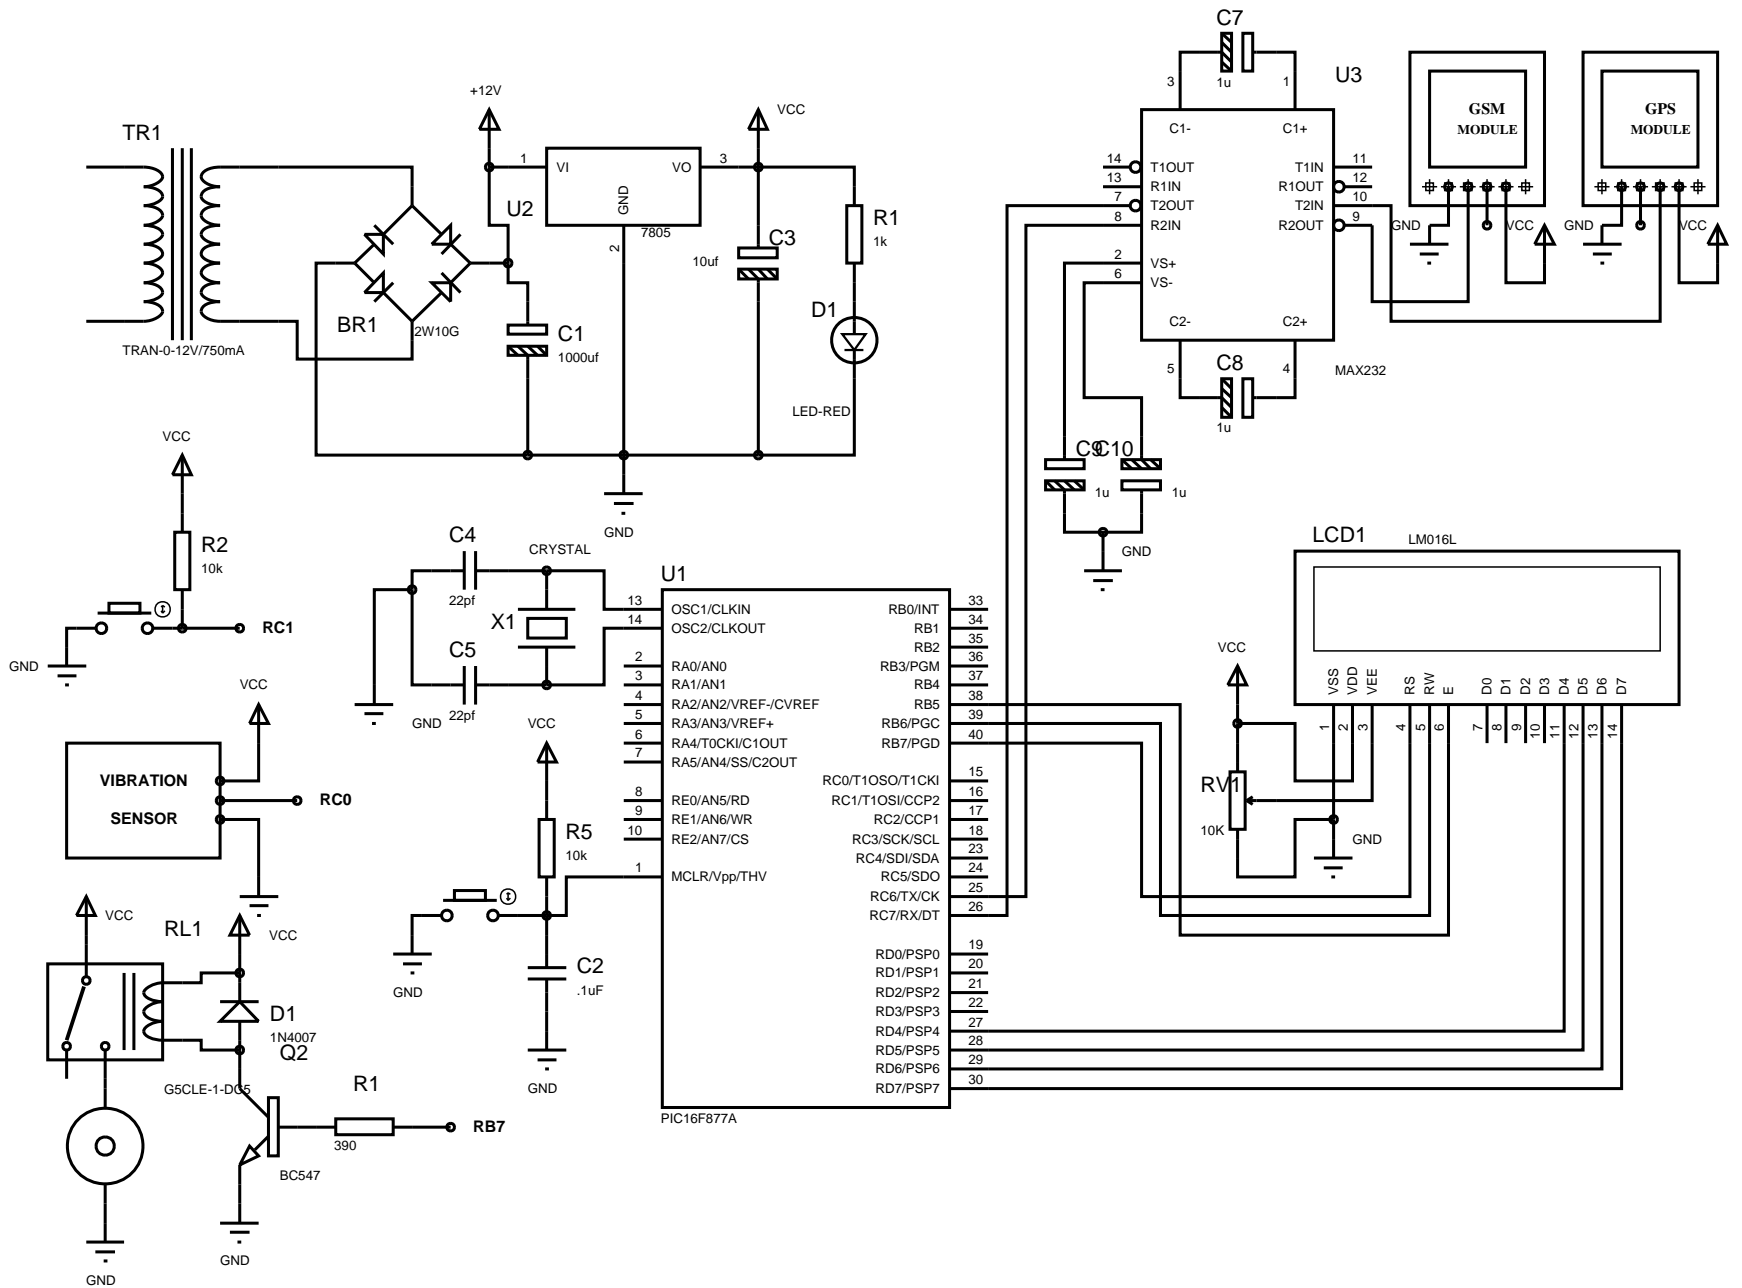 TR1
TRAN-0-12V/750mA
BR1
2W10G
+12V
U2
1
VI
VO
3
GND
2
7805
VCC
C1
1000uf
C3
10uf
R1
1k
D1
LED-RED
GND
C7
1u
U3
3
1
C1-
C1+
14
T1OUT
T1IN
11
13
R1IN
R1OUT
12
7
T2OUT
T2IN
10
8
R2IN
R2OUT
9
2
VS+
6
VS-
C2-
C2+
5
4
C8
1u
MAX232
GSM
MODULE
GND
VCC
GPS
MODULE
GND
VCC
C9
1u
C10
1u
GND
VCC
R2
10k
RC1
GND
VCC
VIBRATION
SENSOR
RC0
VCC
RL1
VCC
D1
1N4007
Q2
G5CLE-1-DC5
R1
390
RB7
BC547
GND
GND
C4
22pf
CRYSTAL
X1
C5
22pf
GND
VCC
R5
10k
GND
C2
.1uF
GND
U1
13
OSC1/CLKIN
14
OSC2/CLKOUT
2
RA0/AN0
3
RA1/AN1
4
RA2/AN2/VREF-/CVREF
5
RA3/AN3/VREF+
6
RA4/T0CKI/C1OUT
7
RA5/AN4/SS/C2OUT
8
RE0/AN5/RD
9
RE1/AN6/WR
10
RE2/AN7/CS
1
MCLR/Vpp/THV
RB0/INT
33
RB1
34
RB2
35
RB3/PGM
36
RB4
37
RB5
38
RB6/PGC
39
RB7/PGD
40
RC0/T1OSO/T1CKI
15
RC1/T1OSI/CCP2
16
RC2/CCP1
17
RC3/SCK/SCL
18
RC4/SDI/SDA
23
RC5/SDO
24
RC6/TX/CK
25
RC7/RX/DT
26
RD0/PSP0
19
RD1/PSP1
20
RD2/PSP2
21
RD3/PSP3
22
RD4/PSP4
27
RD5/PSP5
28
RD6/PSP6
29
RD7/PSP7
30
PIC16F877A
LCD1
LM016L
VSS
VDD
VEE
RS
RW
E
D0
D1
D2
D3
D4
D5
D6
D7
1
2
3
4
5
6
7
8
9
10
11
12
13
14
VCC
RV1
10K
GND